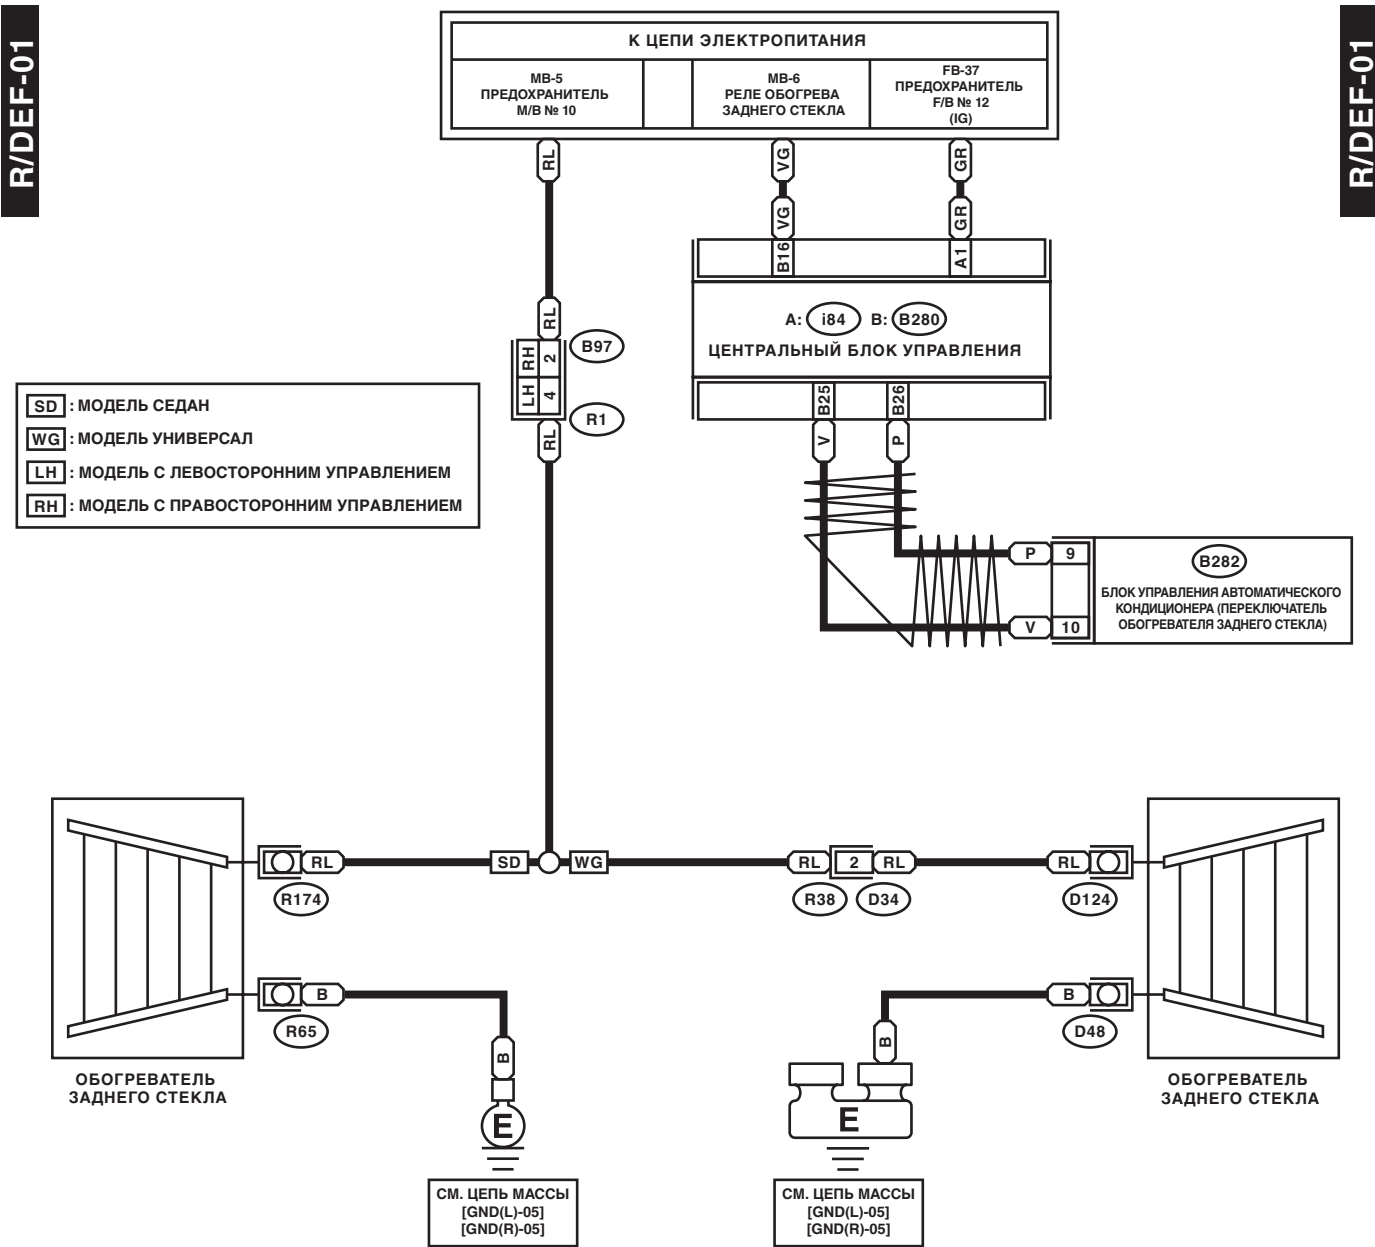 R/DEF-01
R/DEF-01
К ЦЕПИ ЭЛЕКТРОПИТАНИЯ
MB-5
ПРЕДОХРАНИТЕЛЬ
M/B № 10
MB-6
РЕЛЕ ОБОГРЕВА
ЗАДНЕГО СТЕКЛА
FB-37
ПРЕДОХРАНИТЕЛЬ
F/B № 12
(IG)
RL
VG
GR
VG
GR
B16
A1
A: i84 B: B280
ЦЕНТРАЛЬНЫЙ БЛОК УПРАВЛЕНИЯ
B25
B26
V
P
RL
RH 2
B97
LH 4
R1
RL
SD : МОДЕЛЬ СЕДАН
WG : МОДЕЛЬ УНИВЕРСАЛ
LH : МОДЕЛЬ С ЛЕВОСТОРОННИМ УПРАВЛЕНИЕМ
RH : МОДЕЛЬ С ПРАВОСТОРОННИМ УПРАВЛЕНИЕМ
P 9
V 10
B282
БЛОК УПРАВЛЕНИЯ АВТОМАТИЧЕСКОГО
КОНДИЦИОНЕРА (ПЕРЕКЛЮЧАТЕЛЬ
ОБОГРЕВАТЕЛЯ ЗАДНЕГО СТЕКЛА)
RL SD WG RL 2 RL RL
R174 R38 D34 D124
B B
R65 D48
B B
E E
ОБОГРЕВАТЕЛЬ
ЗАДНЕГО СТЕКЛА
ОБОГРЕВАТЕЛЬ
ЗАДНЕГО СТЕКЛА
СМ. ЦЕПЬ МАССЫ
[GND(L)-05]
[GND(R)-05]
СМ. ЦЕПЬ МАССЫ
[GND(L)-05]
[GND(R)-05]